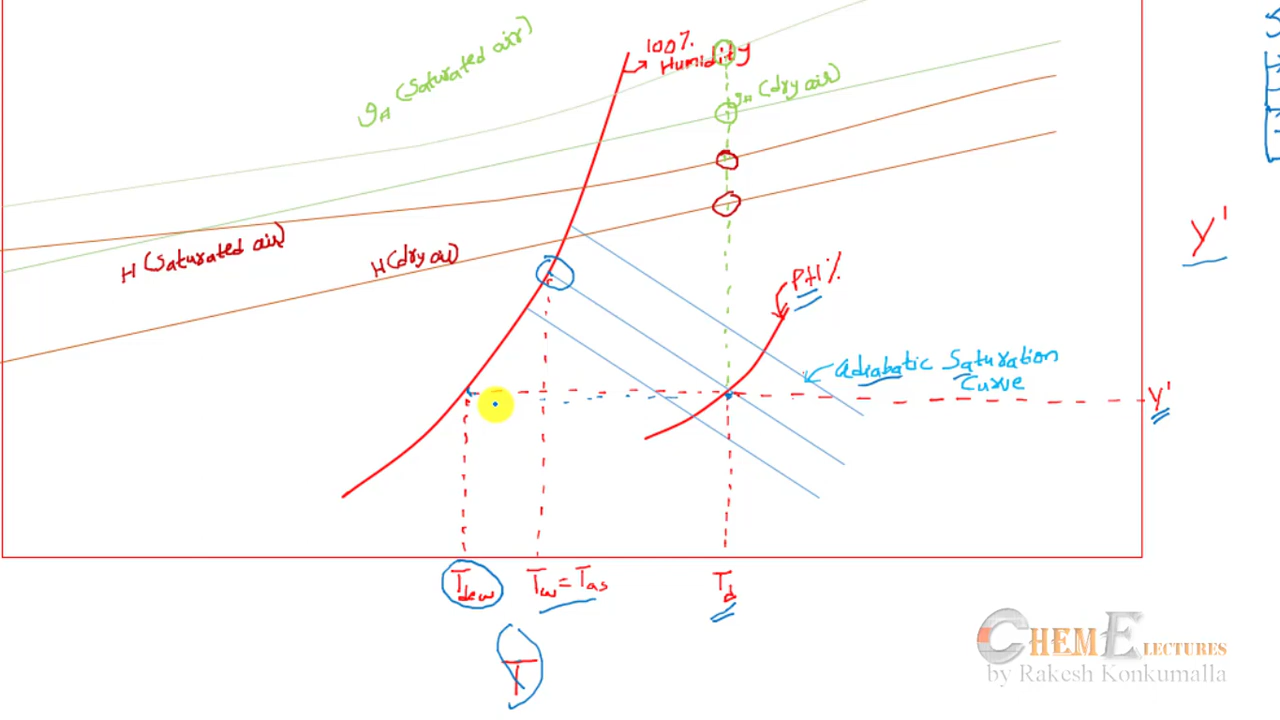 ϑA (Saturated air)
100%
Humidity
ϑH (dry air)
H (Saturated air)
H (dry air)
PH %
Adiabatic Saturation
Curve
Y'
Y'
Tdew
Tw = Tas
Td
T
CHEME LECTURES
by Rakesh Konkumalla